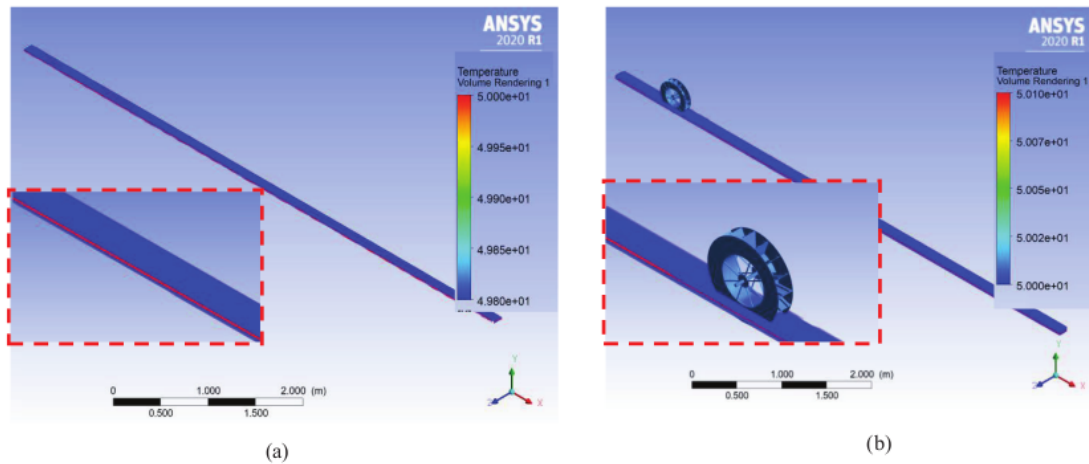 ANSYS
2020 R1
Temperature
Volume Rendering 1
5.000e+01
4.995e+01
4.990e+01
4.985e+01
4.980e+01
0 1.000 2.000 (m)
0.500 1.500
Y
Z X
(a)
ANSYS
2020 R1
Temperature
Volume Rendering 1
5.010e+01
5.007e+01
5.005e+01
5.002e+01
5.000e+01
0 1.000 2.000 (m)
0.500 1.500
Y
Z X
(b)